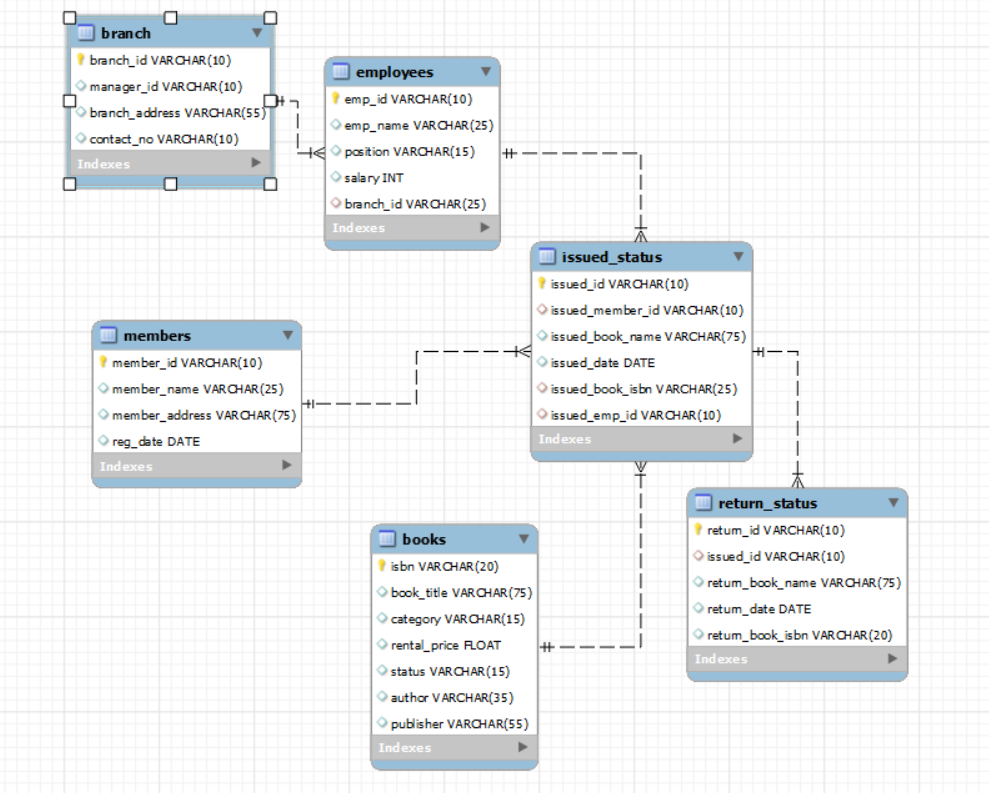 branch
branch_id VARCHAR(10)
manager_id VARCHAR(10)
branch_address VARCHAR(55)
contact_no VARCHAR(10)
Indexes
employees
emp_id VARCHAR(10)
emp_name VARCHAR(25)
position VARCHAR(15)
salary INT
branch_id VARCHAR(25)
Indexes
issued_status
issued_id VARCHAR(10)
issued_member_id VARCHAR(10)
issued_book_name VARCHAR(75)
issued_date DATE
issued_book_isbn VARCHAR(25)
issued_emp_id VARCHAR(10)
Indexes
members
member_id VARCHAR(10)
member_name VARCHAR(25)
member_address VARCHAR(75)
reg_date DATE
Indexes
return_status
return_id VARCHAR(10)
issued_id VARCHAR(10)
return_book_name VARCHAR(75)
return_date DATE
return_book_isbn VARCHAR(20)
Indexes
books
isbn VARCHAR(20)
book_title VARCHAR(75)
category VARCHAR(15)
rental_price FLOAT
status VARCHAR(15)
author VARCHAR(35)
publisher VARCHAR(55)
Indexes